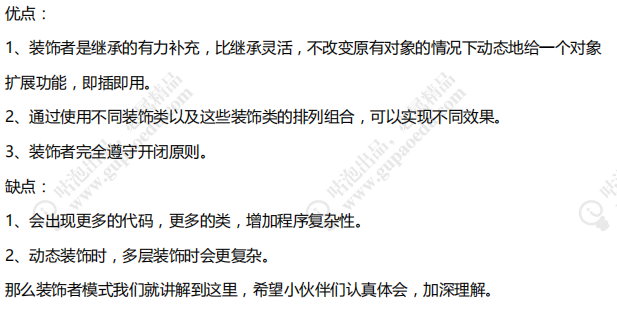 优点：
1、装饰者是继承的有力补充，比继承灵活，不改变原有对象的情况下动态地给一个对象
扩展功能，即插即用。
2、通过使用不同装饰类以及这些装饰类的排列组合，可以实现不同效果。
3、装饰者完全遵守开闭原则。
缺点：
1、会出现更多的代码，更多的类，增加程序复杂性。
2、动态装饰时，多层装饰时会更复杂。
那么装饰者模式我们就讲解到这里，希望小伙伴们认真体会，加深理解。